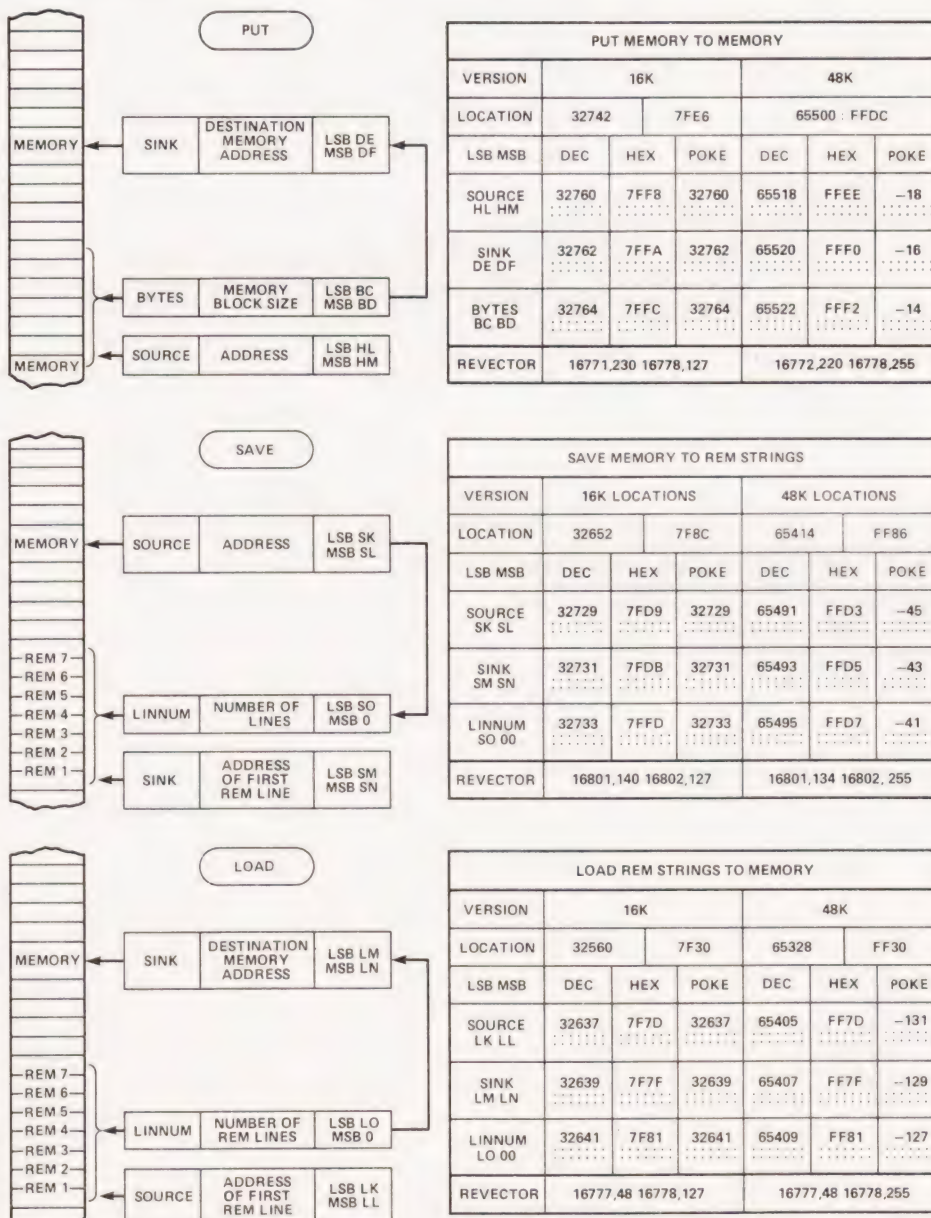 PUT
MEMORY
SINK
DESTINATION
MEMORY
ADDRESS
LSB DE
MSB DF
BYTES
MEMORY
BLOCK SIZE
LSB BC
MSB BD
MEMORY
SOURCE
ADDRESS
LSB HL
MSB HM
PUT MEMORY TO MEMORY
VERSION 16K 48K
LOCATION 32742 7FE6 65500 : FFDC
LSB MSB DEC HEX POKE DEC HEX POKE
SOURCE 32760 7FF8 32760 65518 FFEE −18
HL HM
SINK 32762 7FFA 32762 65520 FFF0 −16
DE DF
BYTES 32764 7FFC 32764 65522 FFF2 −14
BC BD
REVECTOR 16771,230 16778,127 16772,220 16778,255
SAVE
MEMORY
SOURCE
ADDRESS
LSB SK
MSB SL
REM 7
REM 6
REM 5
REM 4
REM 3
REM 2
REM 1
LINNUM
NUMBER OF
LINES
LSB SO
MSB 0
SINK
ADDRESS
OF FIRST
REM LINE
LSB SM
MSB SN
SAVE MEMORY TO REM STRINGS
VERSION 16K LOCATIONS 48K LOCATIONS
LOCATION 32652 7F8C 65414 FF86
LSB MSB DEC HEX POKE DEC HEX POKE
SOURCE 32729 7FD9 32729 65491 FFD3 −45
SK SL
SINK 32731 7FDB 32731 65493 FFD5 −43
SM SN
LINNUM 32733 7FFD 32733 65495 FFD7 −41
SO 00
REVECTOR 16801,140 16802,127 16801,134 16802, 255
LOAD
MEMORY
SINK
DESTINATION
MEMORY
ADDRESS
LSB LM
MSB LN
REM 7
REM 6
REM 5
REM 4
REM 3
REM 2
REM 1
LINNUM
NUMBER OF
REM LINES
LSB LO
MSB 0
SOURCE
ADDRESS
OF FIRST
REM LINE
LSB LK
MSB LL
LOAD REM STRINGS TO MEMORY
VERSION 16K 48K
LOCATION 32560 7F30 65328 FF30
LSB MSB DEC HEX POKE DEC HEX POKE
SOURCE 32637 7F7D 32637 65405 FF7D −131
LK LL
SINK 32639 7F7F 32639 65407 FF7F −129
LM LN
LINNUM 32641 7F81 32641 65409 FF81 −127
LO 00
REVECTOR 16777,48 16778,127 16777,48 16778,255